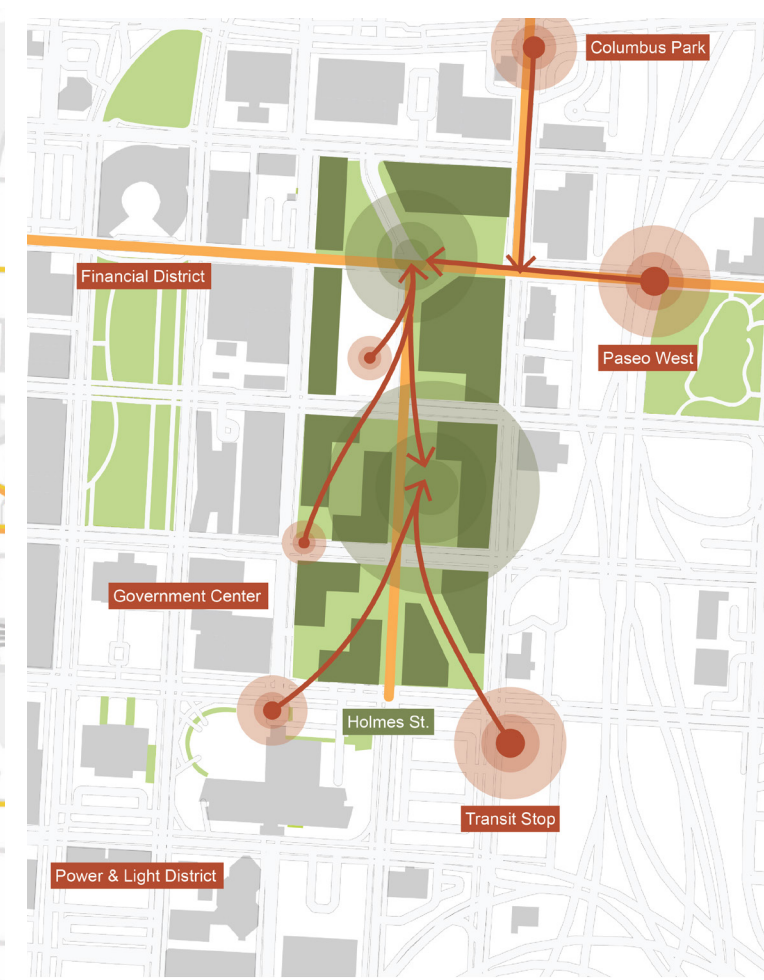 Columbus Park
Financial District
Paseo West
Government Center
Holmes St.
Transit Stop
Power & Light District